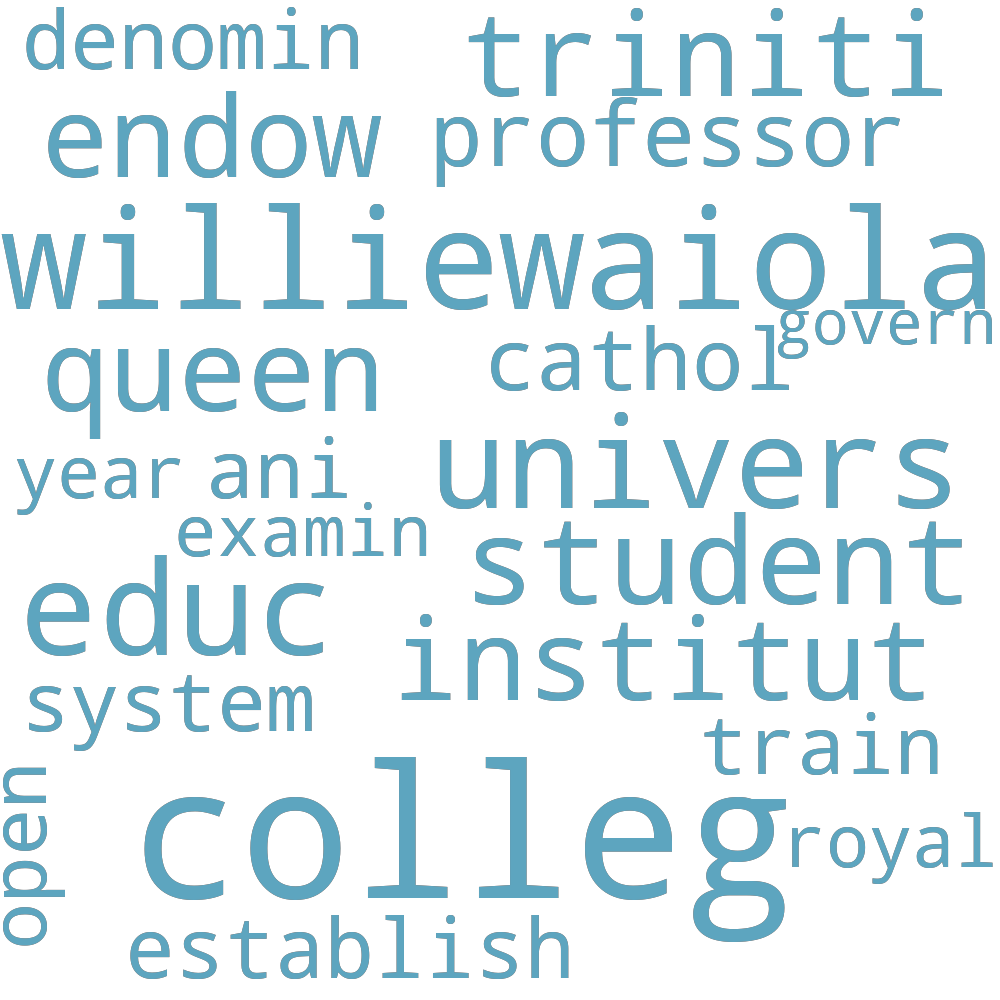 denomin
triniti
endow
professor
williewaiola
govern
queen
cathol
year
ani
univers
examin
student
educ
institut
system
train
open
colleg
royal
establish